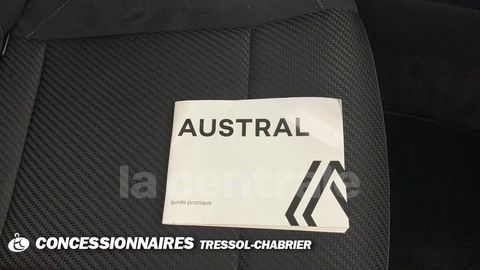 AUSTRAL
la centrale
guide pratique
CONCESSIONNAIRES TRESSOL-CHABRIER